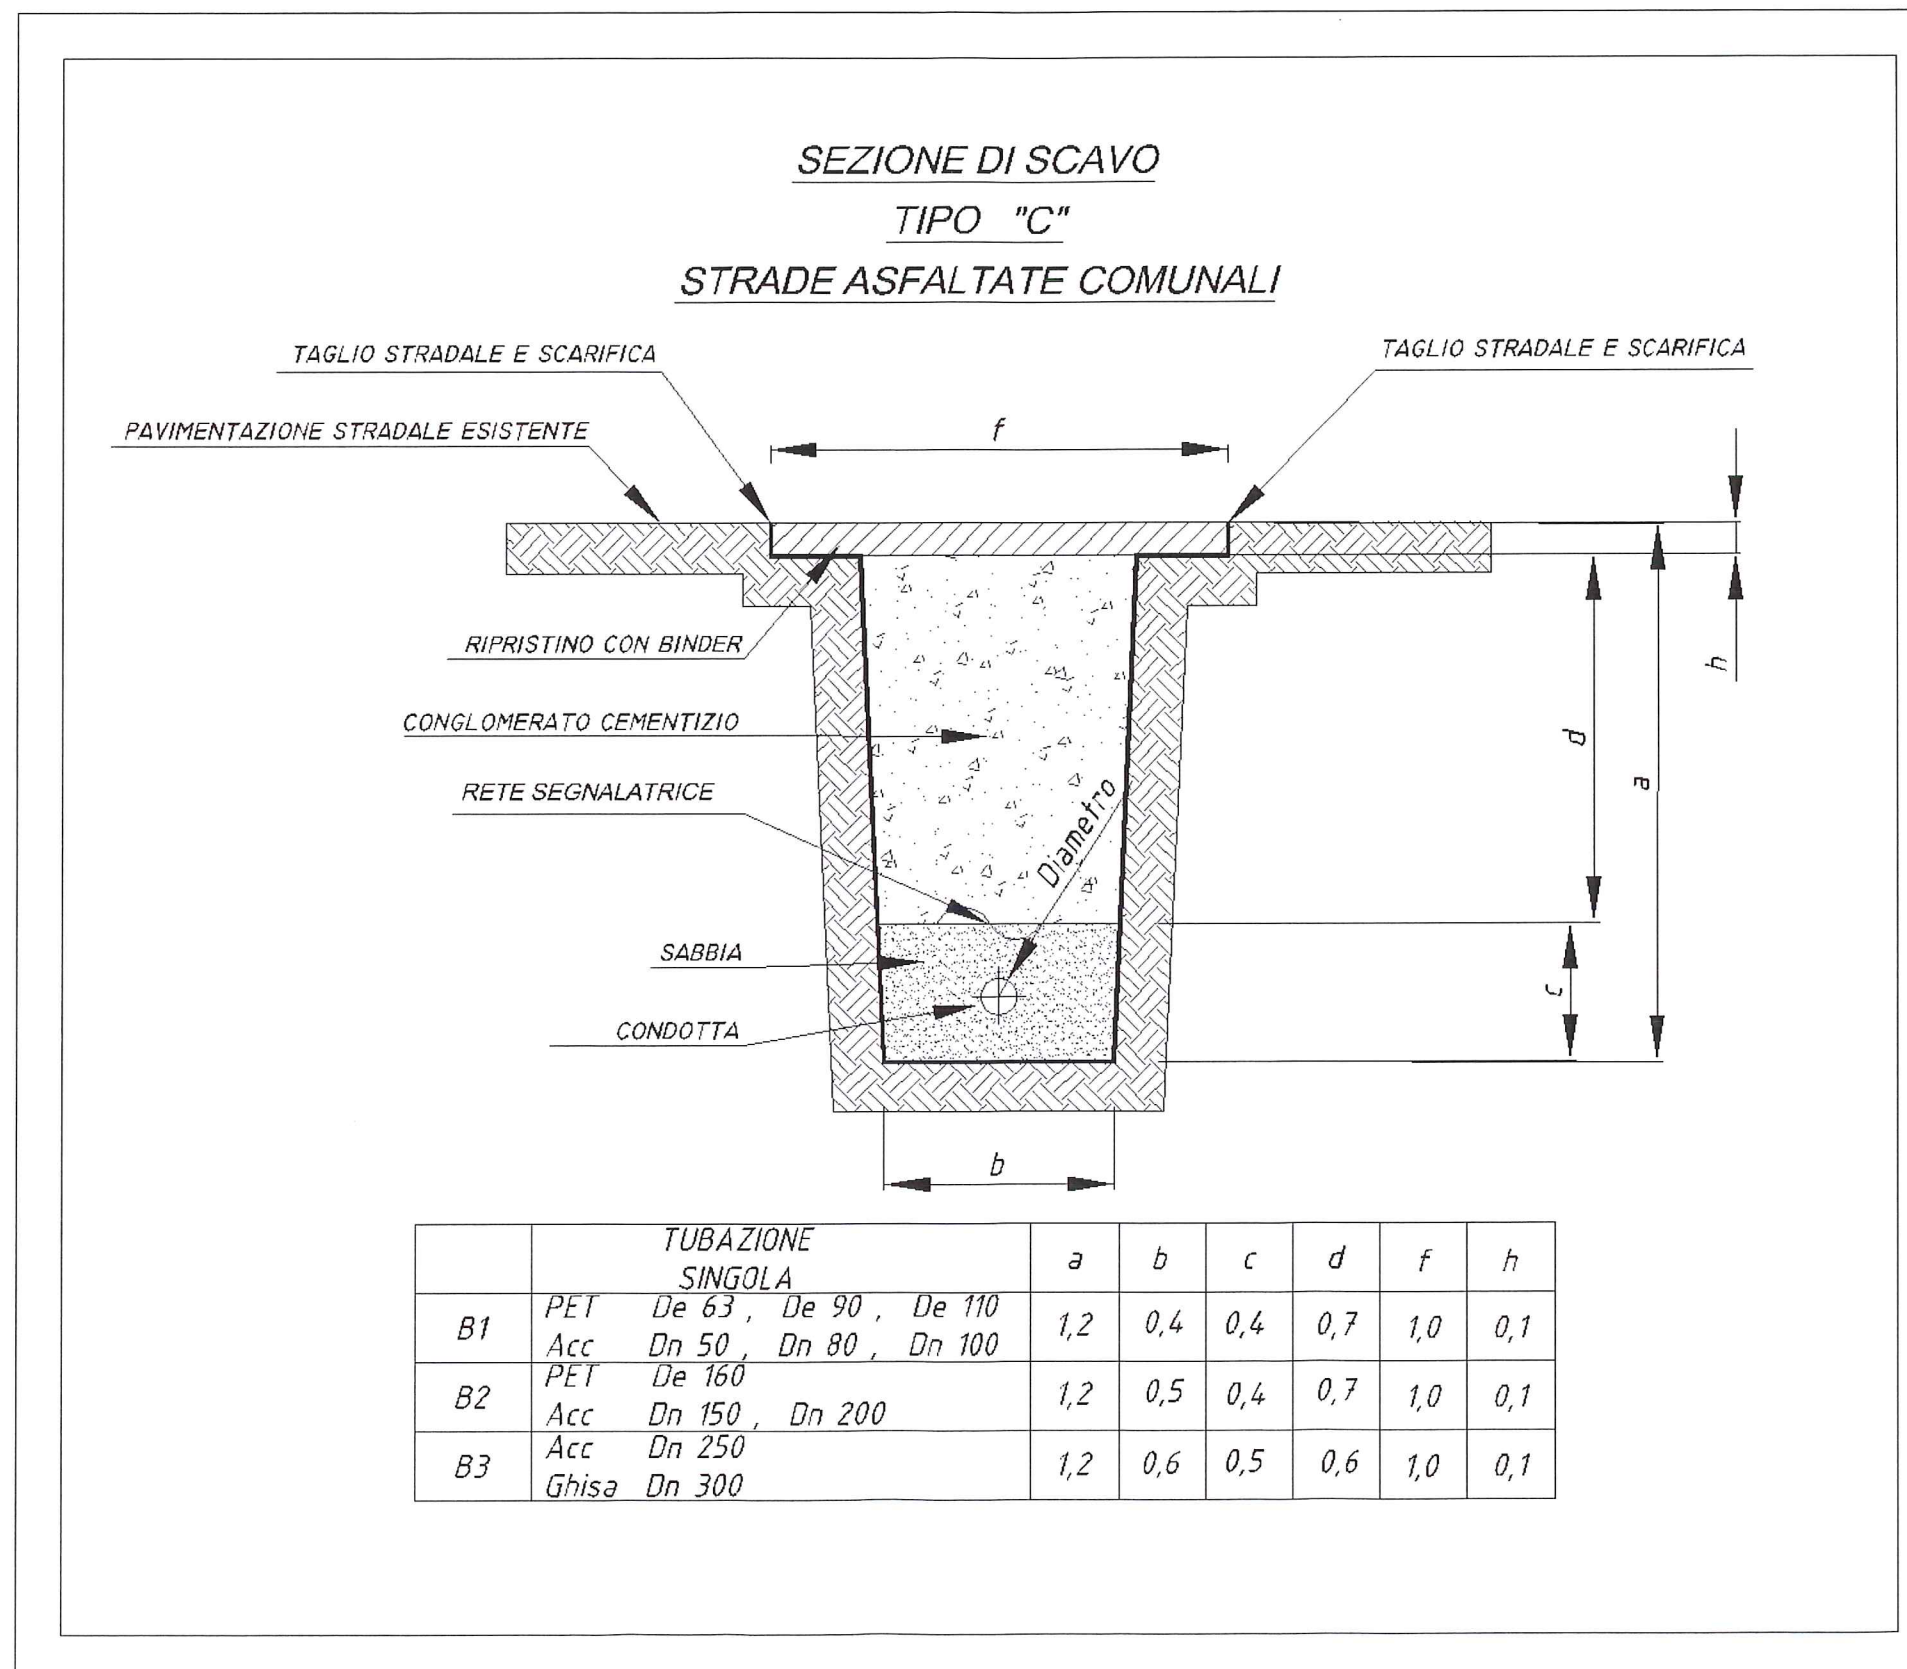 SEZIONE DI SCAVO
TIPO "C"
STRADE ASFALTATE COMUNALI
TAGLIO STRADALE E SCARIFICA
TAGLIO STRADALE E SCARIFICA
PAVIMENTAZIONE STRADALE ESISTENTE
f
RIPRISTINO CON BINDER
h
CONGLOMERATO CEMENTIZIO
d
a
RETE SEGNALATRICE
Diametro
SABBIA
c
CONDOTTA
b
TUBAZIONE SINGOLA a b c d f h
B1 PET De 63 , De 90 , De 110 1,2 0,4 0,4 0,7 1,0 0,1
Acc Dn 50 , Dn 80 , Dn 100
B2 PET De 160 1,2 0,5 0,4 0,7 1,0 0,1
Acc Dn 150 , Dn 200
B3 Acc Dn 250 1,2 0,6 0,5 0,6 1,0 0,1
Ghisa Dn 300